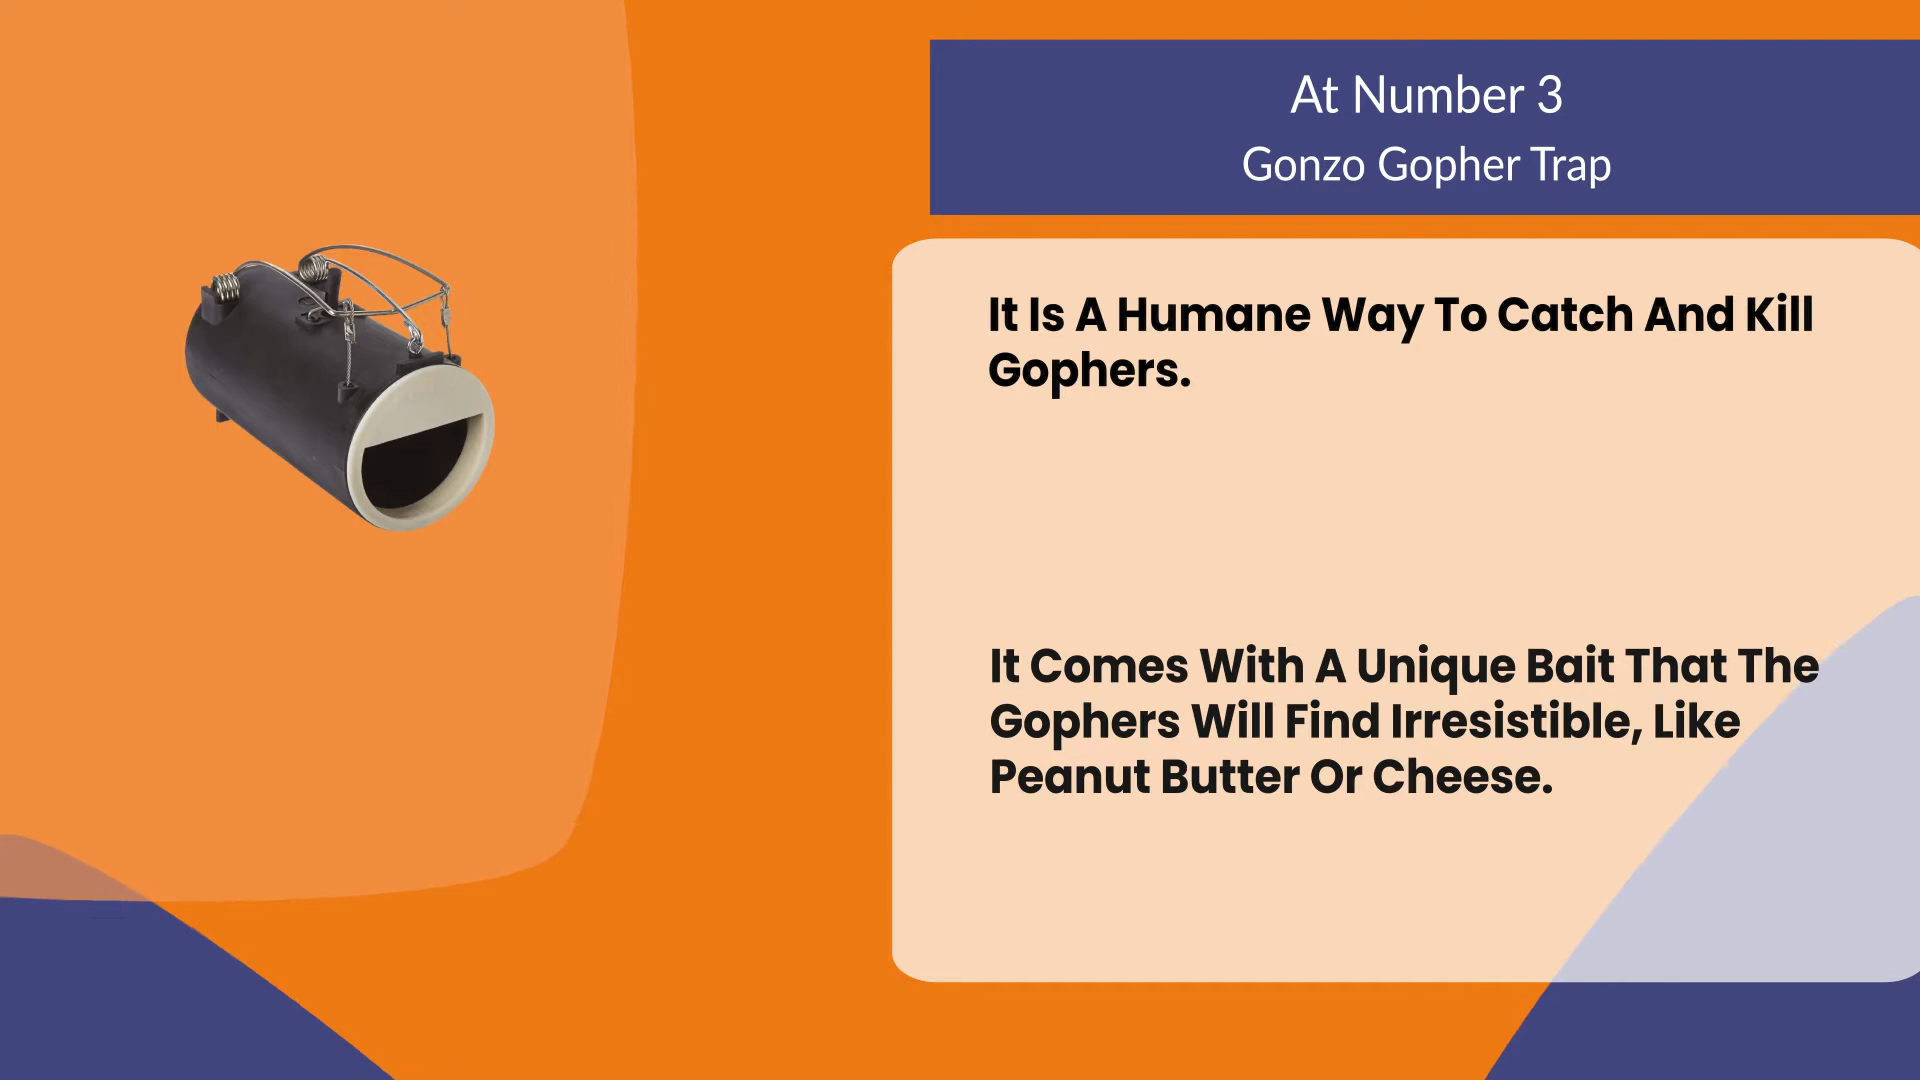 At Number 3
Gonzo Gopher Trap
It Is A Humane Way To Catch And Kill
Gophers.
It Comes With A Unique Bait That The
Gophers Will Find Irresistible, Like
Peanut Butter Or Cheese.